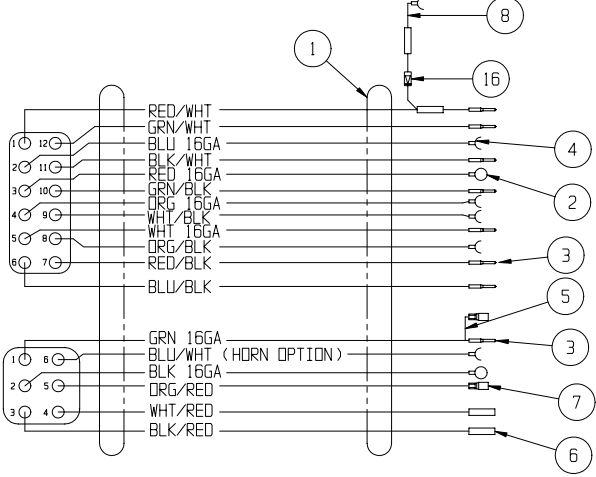 8
1
16
RED/WHT
GRN/WHT
1 12 BLU 16GA 4
BLK/WHT
2 11 RED 16GA 2
3 10 GRN/BLK
ORG 16GA
4 9 WHT/BLK
WHT 16GA
5 8 ORG/BLK
6 7 RED/BLK 3
BLU/BLK
5
GRN 16GA 3
1 6 BLU/WHT (HORN OPTION)
BLK 16GA
2 5 ORG/RED 7
3 4 WHT/RED
BLK/RED
6